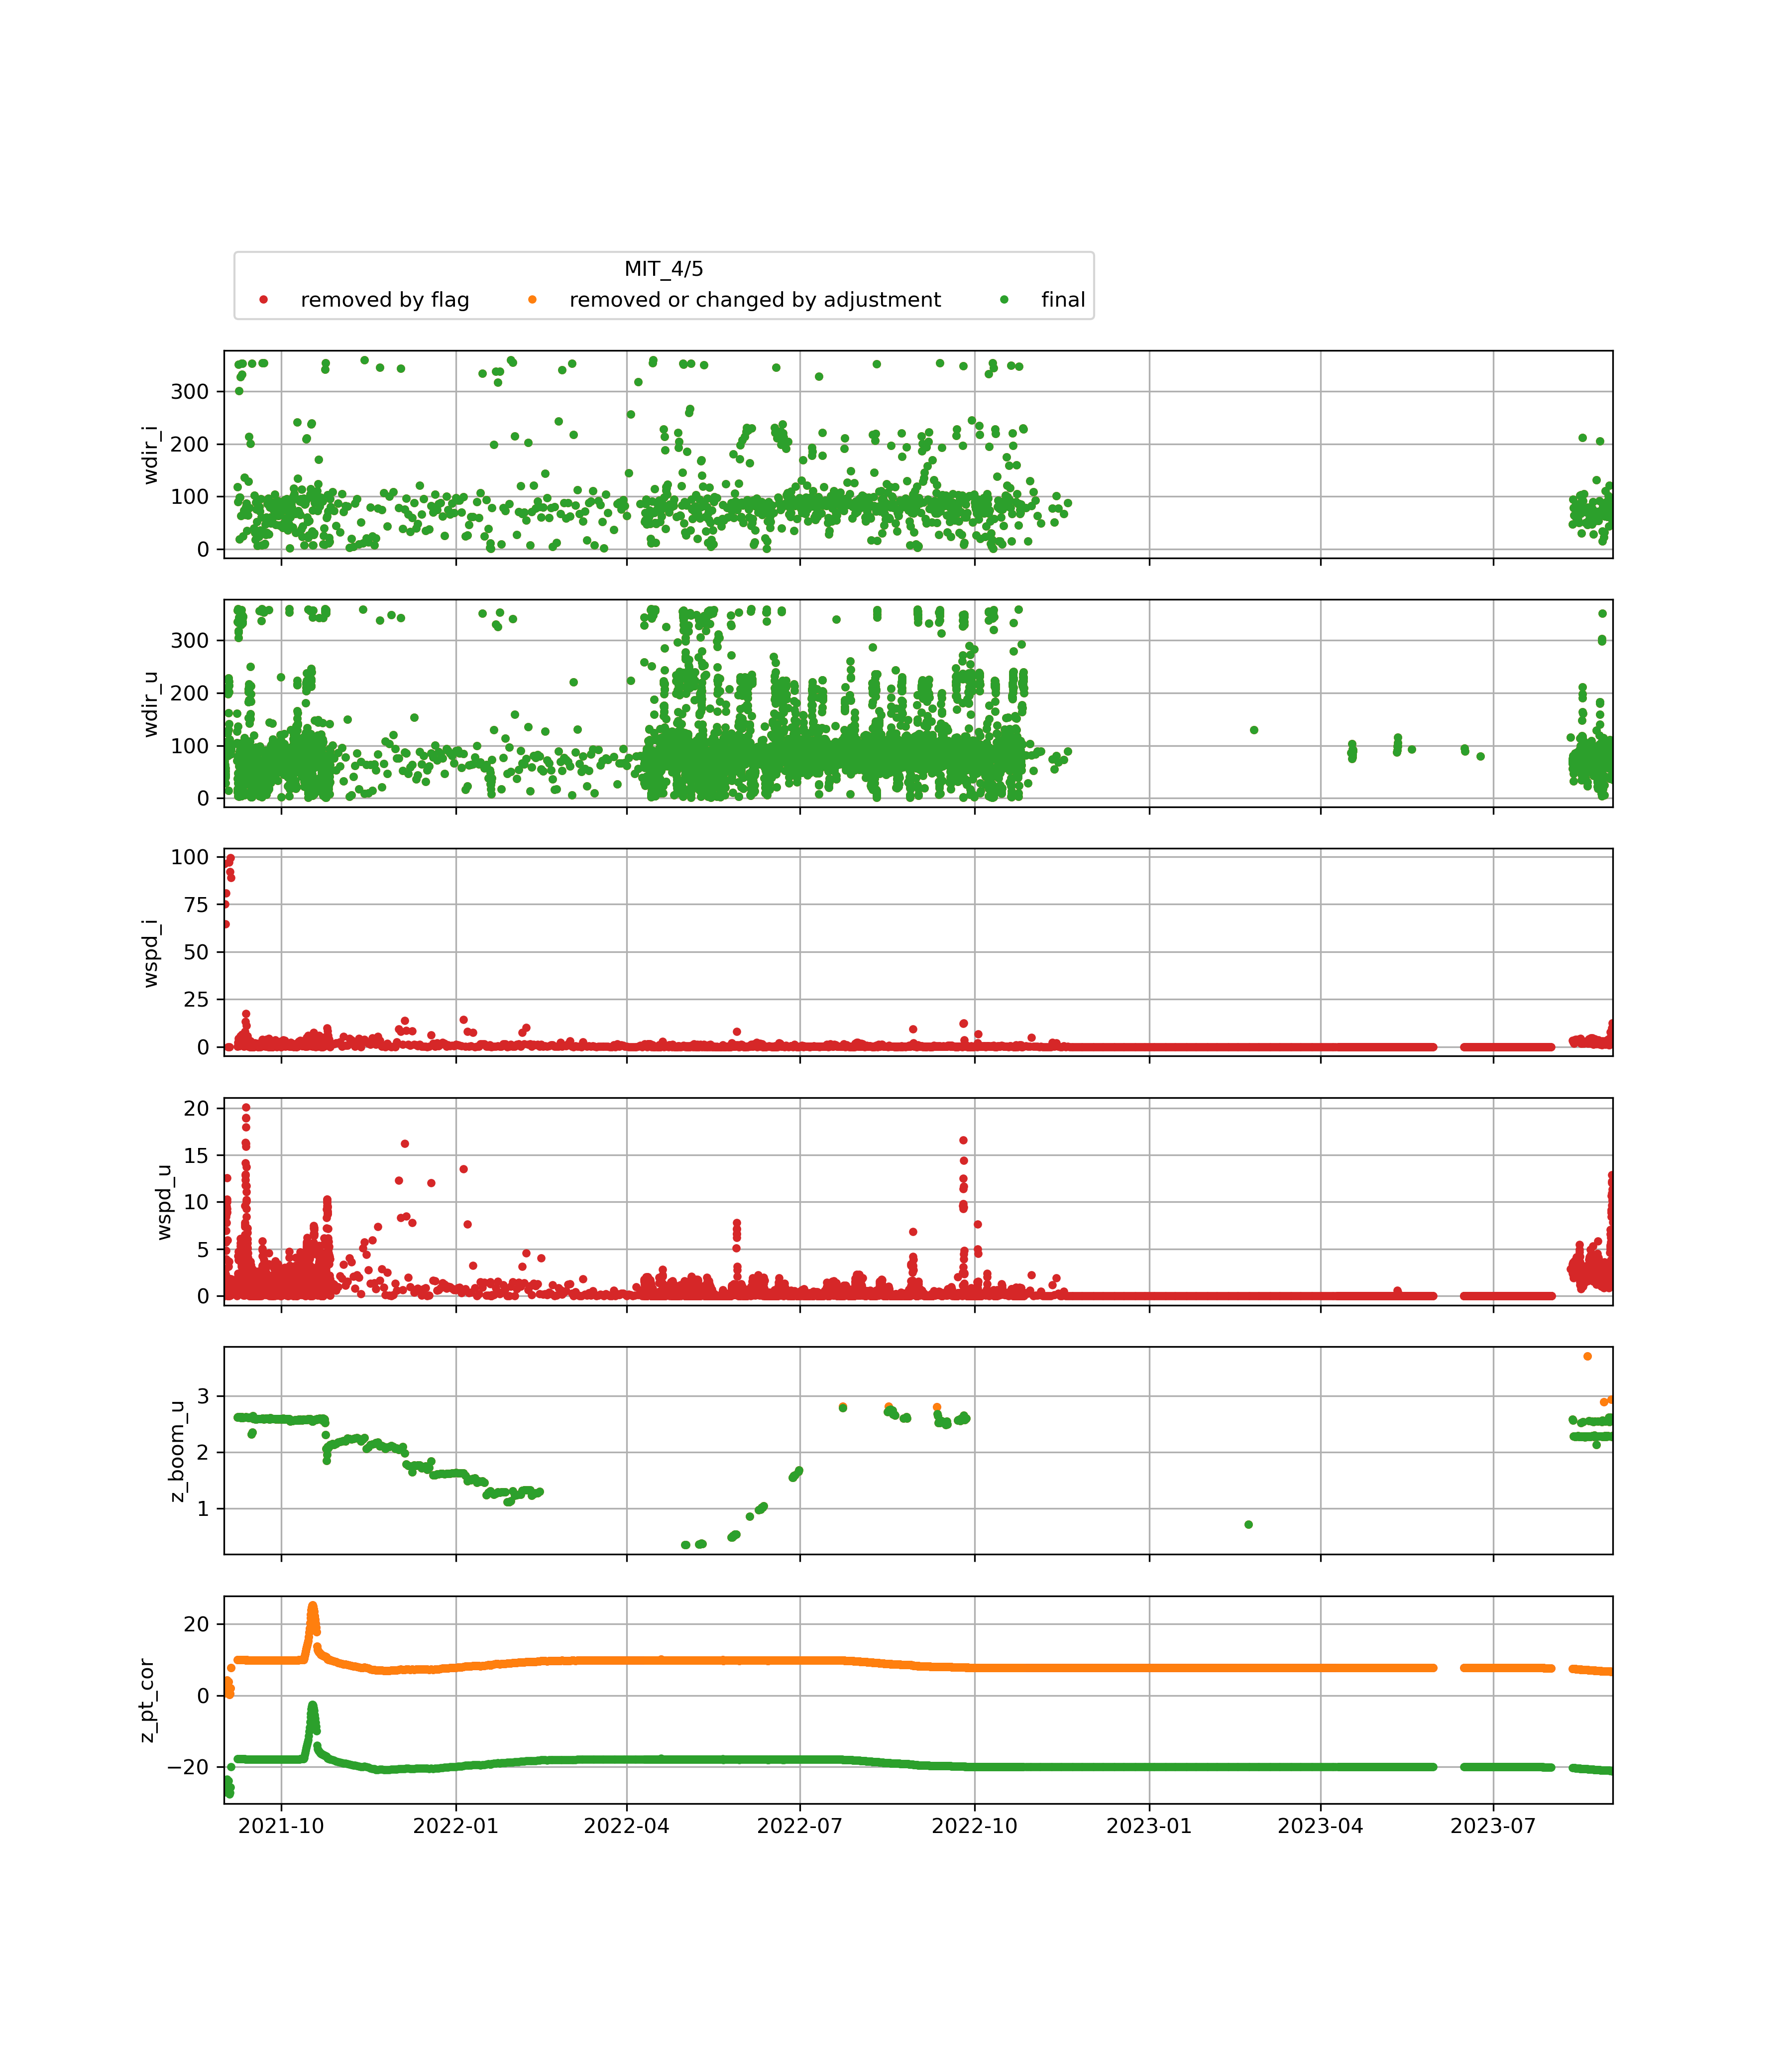 MIT_4/5
removed by flag removed or changed by adjustment final
300
200
100
0
wdir_i
300
200
100
0
wdir_u
100
75
50
25
0
wspd_i
20
15
10
5
0
wspd_u
3
2
1
z_boom_u
20
0
−20
z_pt_cor
2021-10 2022-01 2022-04 2022-07 2022-10 2023-01 2023-04 2023-07